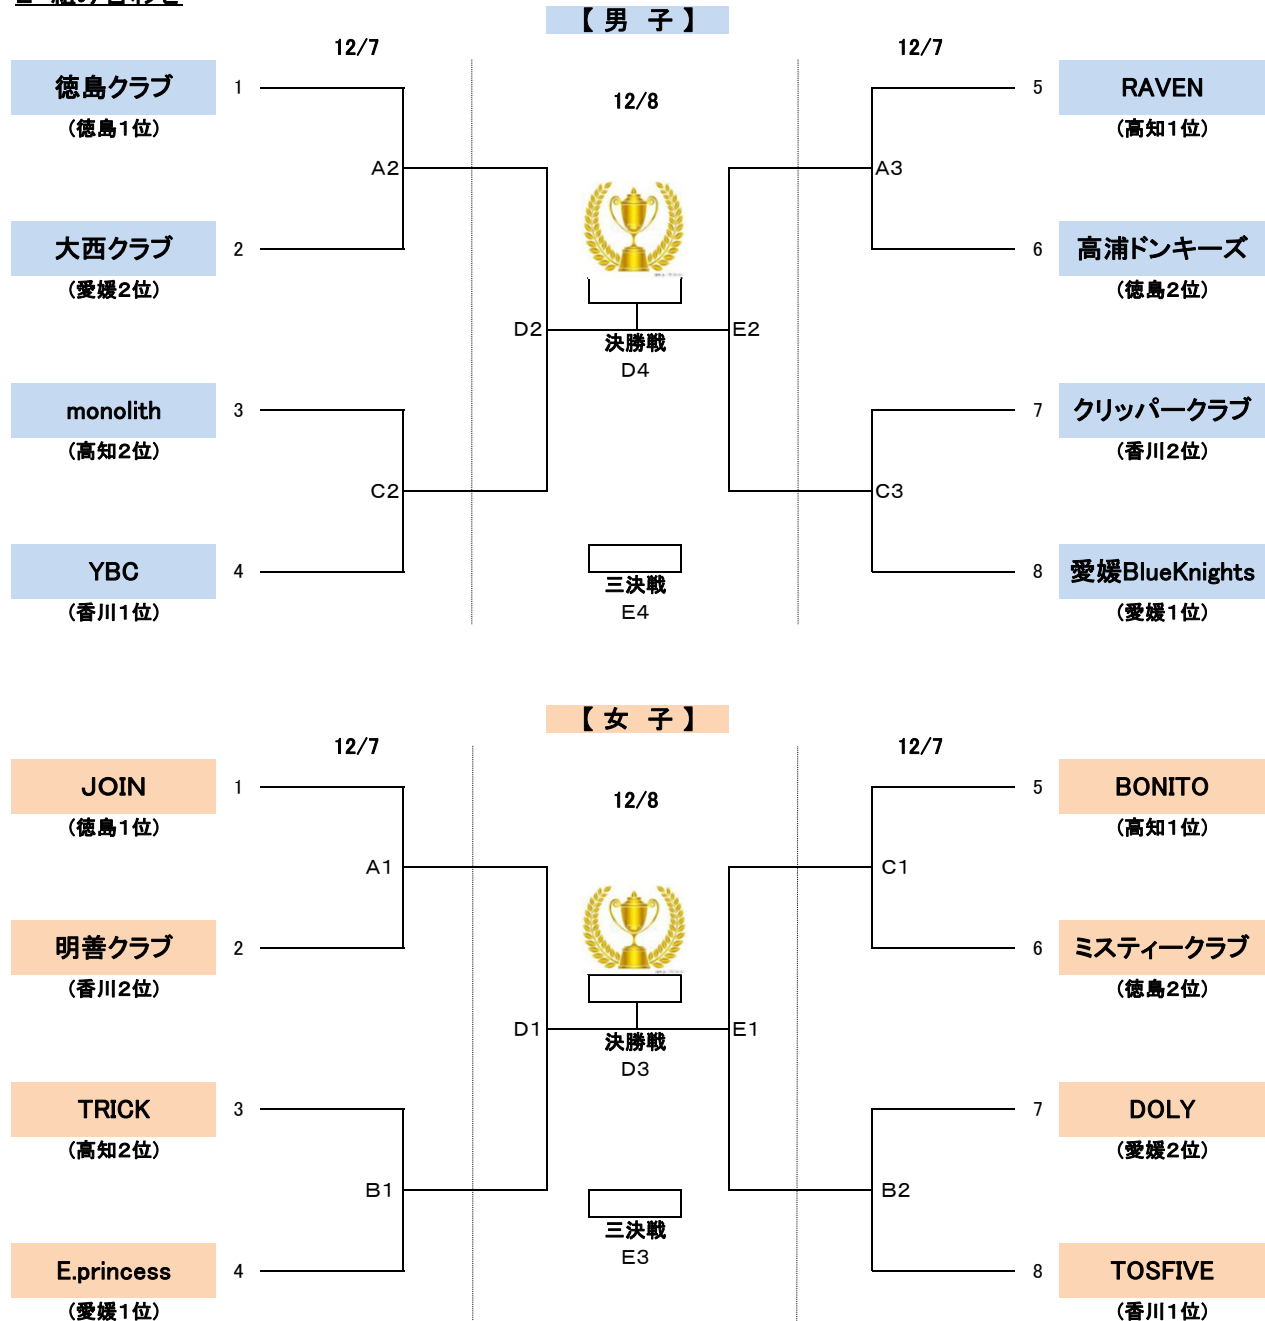 2 組み合わせ
【 男 子 】
12/7
12/7
12/8
徳島クラブ
1
(徳島1位)
5
RAVEN
(高知1位)
A2
A3
大西クラブ
2
(愛媛2位)
6
高浦ドンキーズ
(徳島2位)
D2
E2
決勝戦
D4
monolith
3
(高知2位)
7
クリッパークラブ
(香川2位)
C2
C3
YBC
4
(香川1位)
三決戦
E4
8
愛媛BlueKnights
(愛媛1位)
【 女 子 】
12/7
12/7
12/8
JOIN
1
(徳島1位)
5
BONITO
(高知1位)
A1
C1
明善クラブ
2
(香川2位)
6
ミスティークラブ
(徳島2位)
D1
E1
決勝戦
D3
TRICK
3
(高知2位)
7
DOLY
(愛媛2位)
B1
B2
三決戦
E3
E.princess
4
(愛媛1位)
8
TOSFIVE
(香川1位)